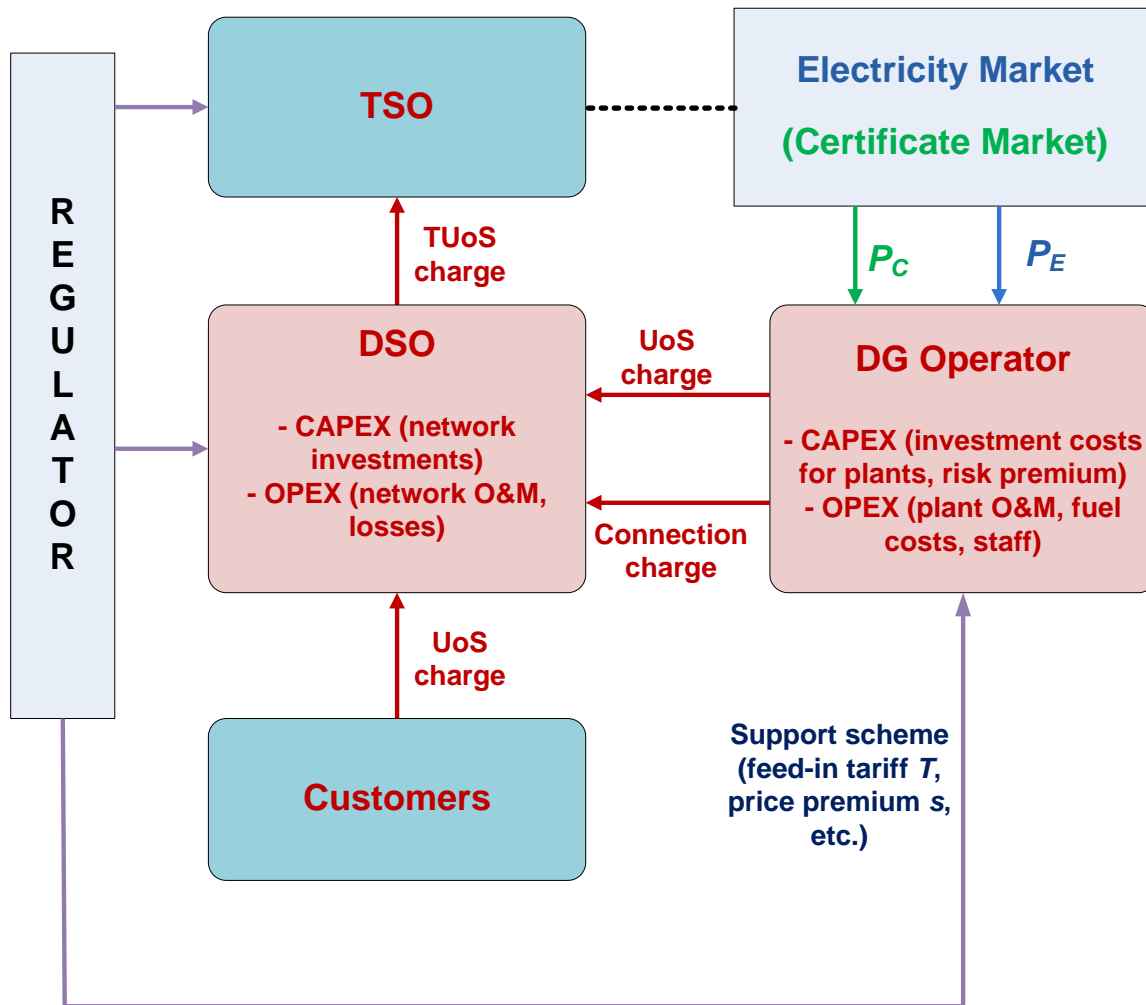 REGULATOR
TSO
Electricity Market
(Certificate Market)
TUoS
charge
P_C
P_E
DSO
- CAPEX (network
investments)
- OPEX (network O&M,
losses)
UoS
charge
Connection
charge
DG Operator
- CAPEX (investment costs
for plants, risk premium)
- OPEX (plant O&M, fuel
costs, staff)
UoS
charge
Customers
Support scheme
(feed-in tariff T,
price premium s,
etc.)